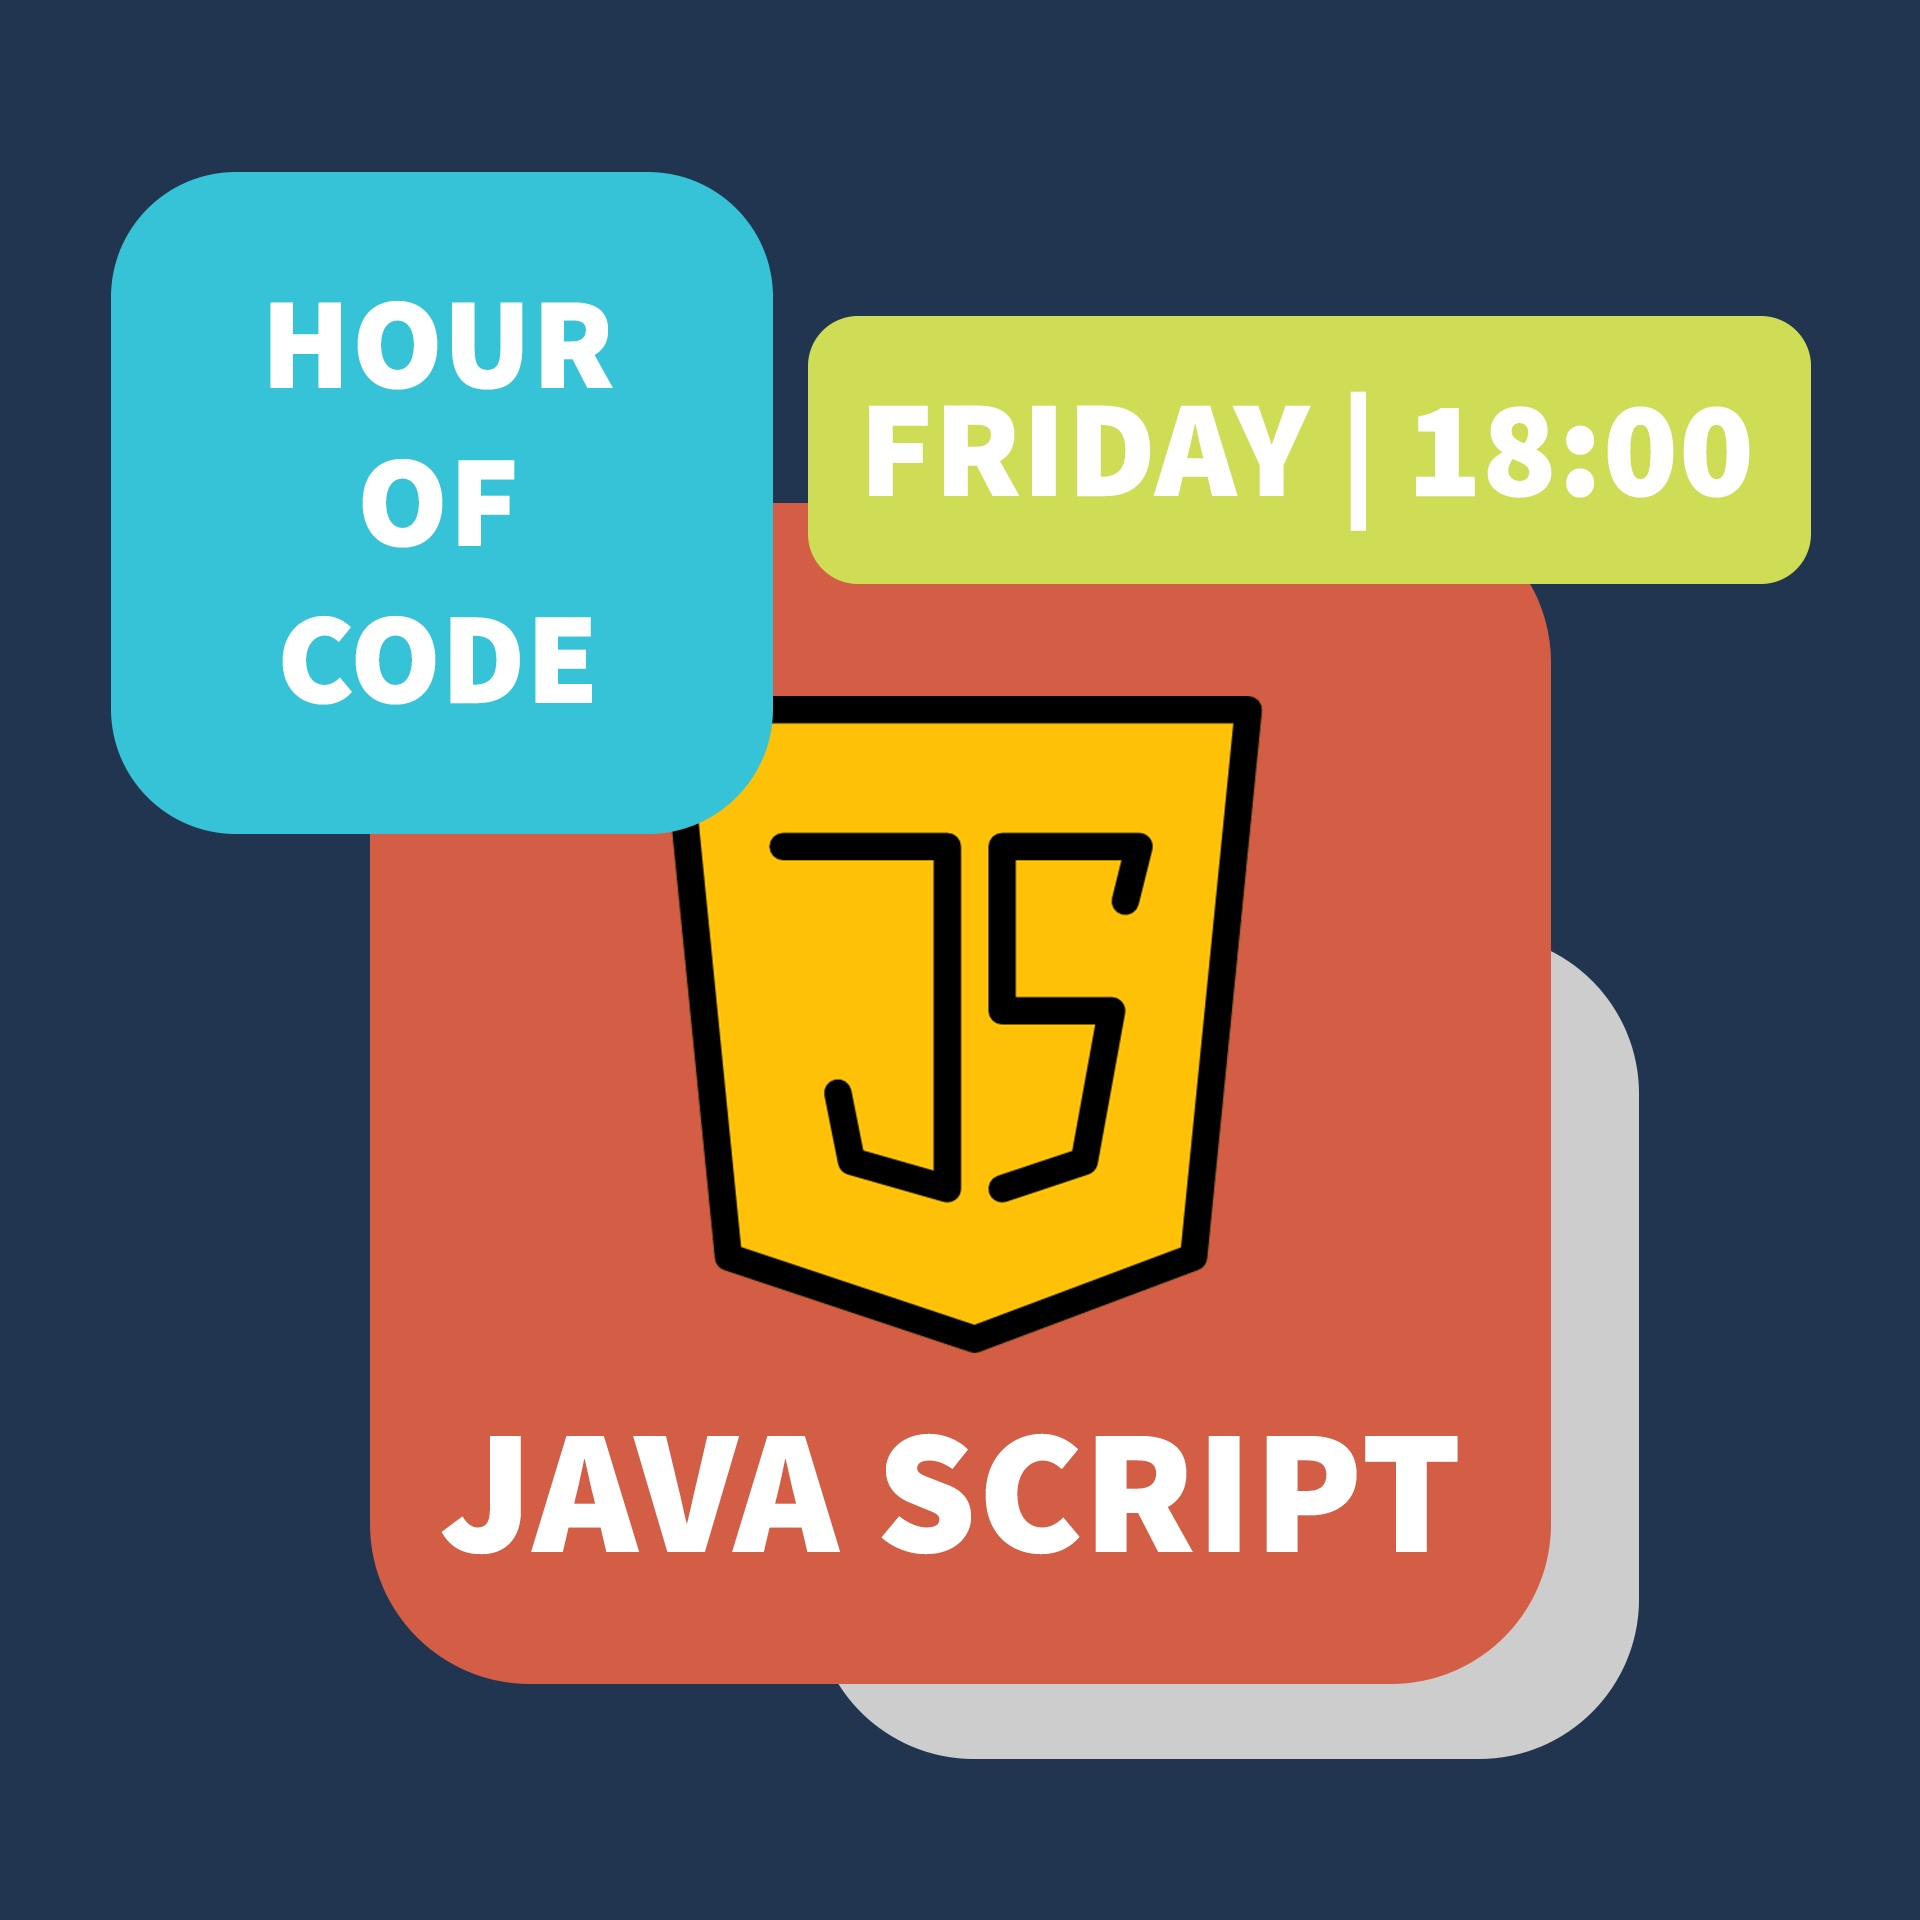 HOUR
OF
CODE
FRIDAY | 18:00
JS
JAVA SCRIPT